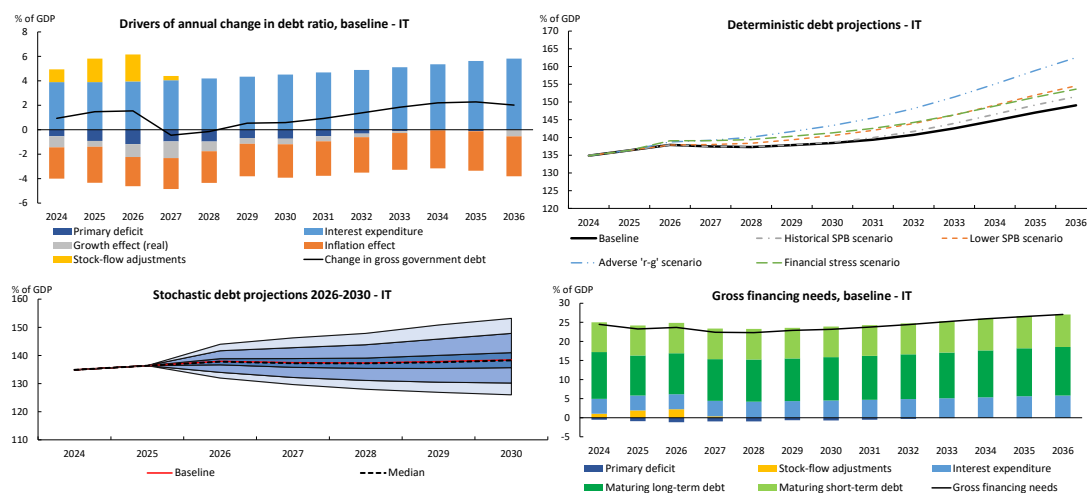 Drivers of annual change in debt ratio, baseline - IT
% of GDP
8
6
4
2
0
-2
-4
-6
2024 2025 2026 2027 2028 2029 2030 2031 2032 2033 2034 2035 2036
Primary deficit Interest expenditure
Growth effect (real) Inflation effect
Stock-flow adjustments Change in gross government debt
Deterministic debt projections - IT
% of GDP
170
165
160
155
150
145
140
135
130
125
120
2024 2025 2026 2027 2028 2029 2030 2031 2032 2033 2034 2035 2036
Baseline Historical SPB scenario Lower SPB scenario
Adverse 'r-g' scenario Financial stress scenario
Stochastic debt projections 2026-2030 - IT
% of GDP
160
150
140
130
120
110
2024 2025 2026 2027 2028 2029 2030
Baseline Median
Gross financing needs, baseline - IT
% of GDP
30
25
20
15
10
5
0
-5
2024 2025 2026 2027 2028 2029 2030 2031 2032 2033 2034 2035 2036
Primary deficit Stock-flow adjustments Interest expenditure
Maturing long-term debt Maturing short-term debt Gross financing needs